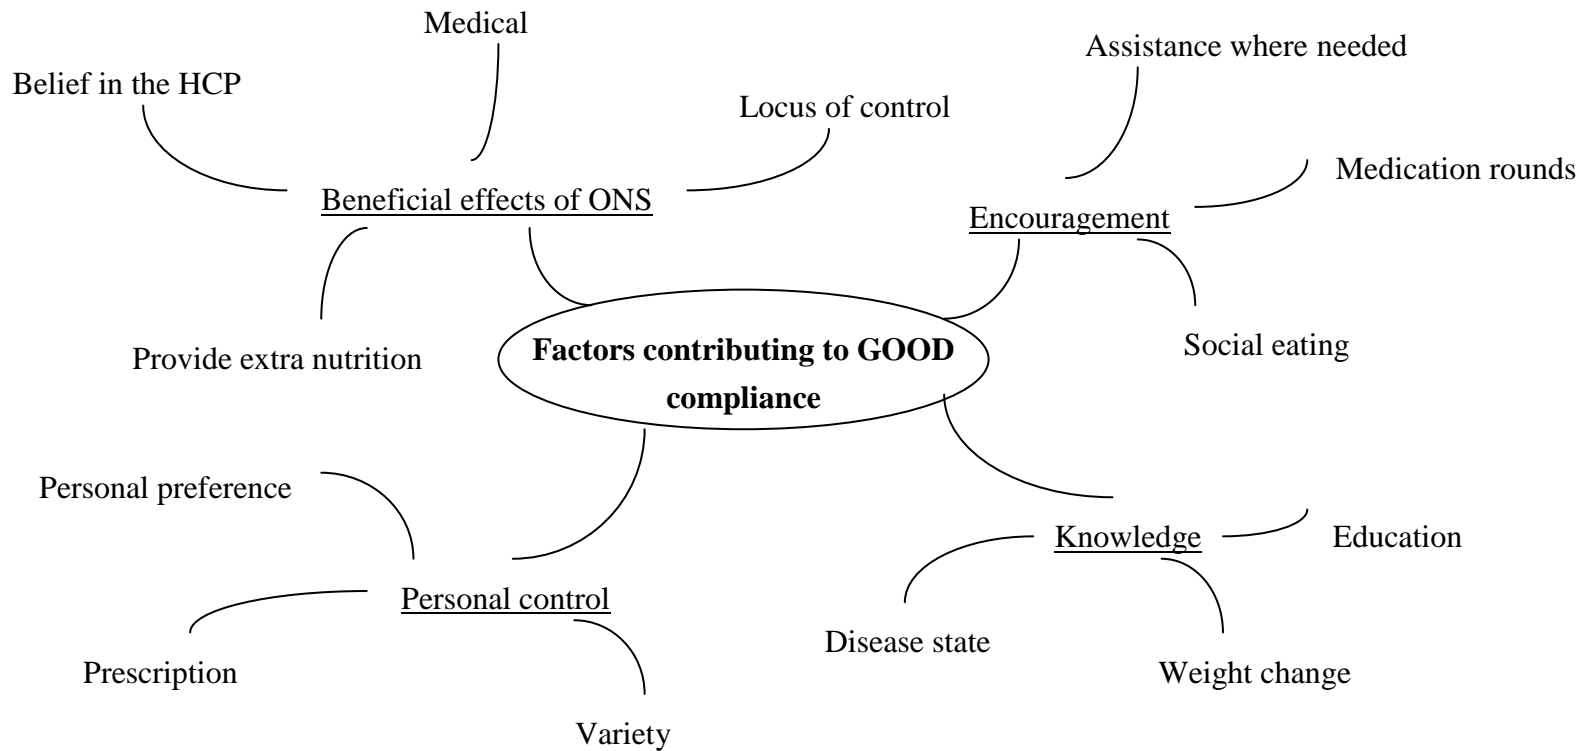 Medical
Assistance where needed
Belief in the HCP
Locus of control
Medication rounds
Beneficial effects of ONS
Encouragement
Provide extra nutrition
Social eating
Factors contributing to GOOD
compliance
Personal preference
Knowledge
Education
Personal control
Disease state
Prescription
Weight change
Variety